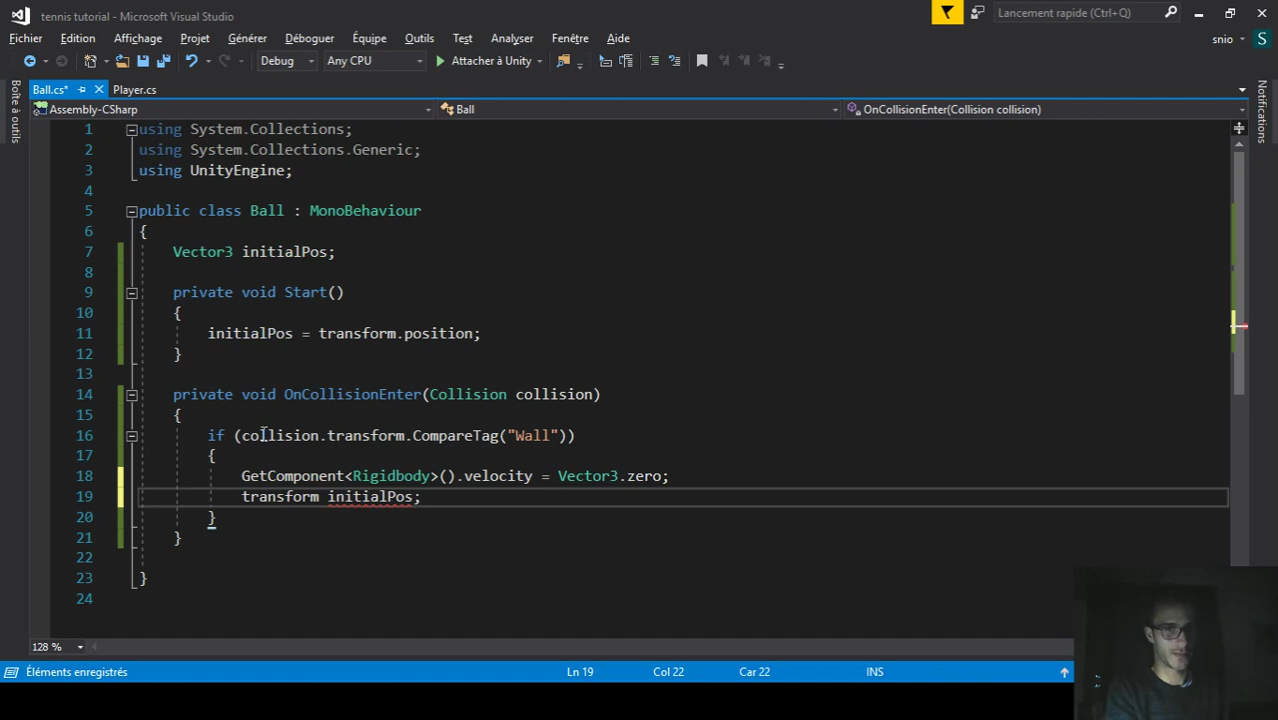 tennis tutorial - Microsoft Visual Studio
Lancement rapide (Ctrl+Q)
Fichier Edition Affichage Projet Générer Déboguer Équipe Outils Test Analyser Fenêtre Aide
snio S
Debug Any CPU Attacher à Unity
Ball.cs* Player.cs
Boîte à outils
Notifications
Assembly-CSharp Ball OnCollisionEnter(Collision collision)
1 using System.Collections;
2 using System.Collections.Generic;
3 using UnityEngine;
4
5 public class Ball : MonoBehaviour
6 {
7 Vector3 initialPos;
8
9 private void Start()
10 {
11 initialPos = transform.position;
12 }
13
14 private void OnCollisionEnter(Collision collision)
15 {
16 if (collision.transform.CompareTag("Wall"))
17 {
18 GetComponent<Rigidbody>().velocity = Vector3.zero;
19 transform initialPos;
20 }
21 }
22
23 }
24
128 %
Éléments enregistrés Ln 19 Col 22 Car 22 INS